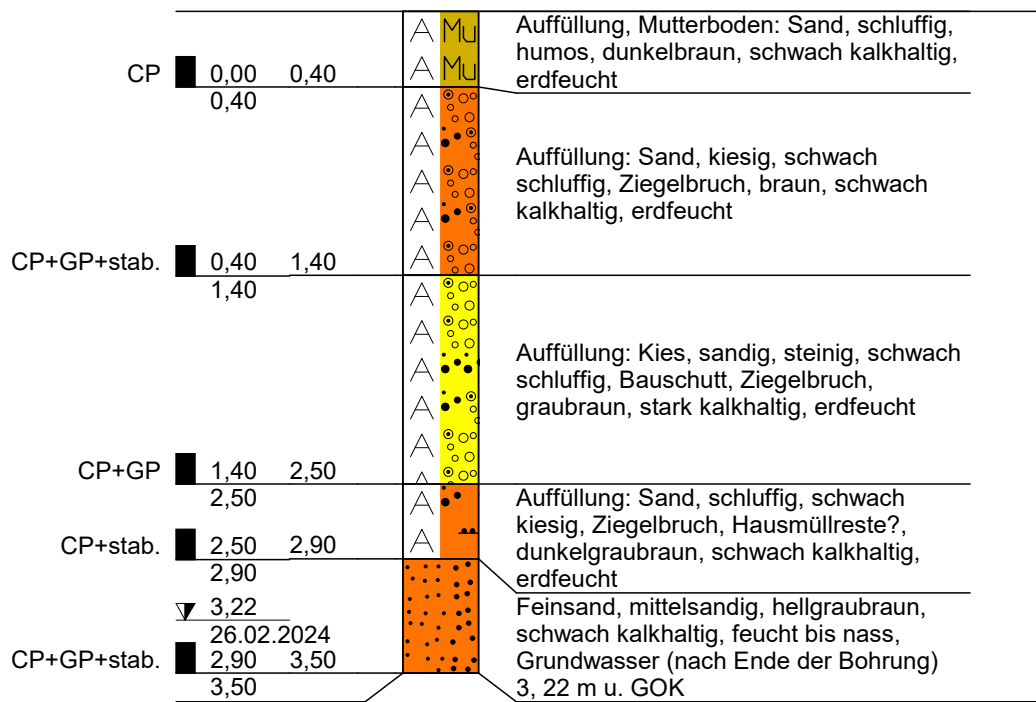 A Mu
Auffüllung, Mutterboden: Sand, schluffig,
humos, dunkelbraun, schwach kalkhaltig,
erdfeucht
A Mu
CP 0,00 0,40
0,40
A
A
A
A
A
Auffüllung: Sand, kiesig, schwach
schluffig, Ziegelbruch, braun, schwach
kalkhaltig, erdfeucht
CP+GP+stab. 0,40 1,40
1,40
A
A
A
A
A
A
Auffüllung: Kies, sandig, steinig, schwach
schluffig, Bauschutt, Ziegelbruch,
graubraun, stark kalkhaltig, erdfeucht
CP+GP 1,40 2,50
2,50
A
A
Auffüllung: Sand, schluffig, schwach
kiesig, Ziegelbruch, Hausmüllreste?,
dunkelgraubraun, schwach kalkhaltig,
erdfeucht
CP+stab. 2,50 2,90
2,90
3,22
26.02.2024
CP+GP+stab. 2,90 3,50
3,50
Feinsand, mittelsandig, hellgraubraun,
schwach kalkhaltig, feucht bis nass,
Grundwasser (nach Ende der Bohrung)
3, 22 m u. GOK